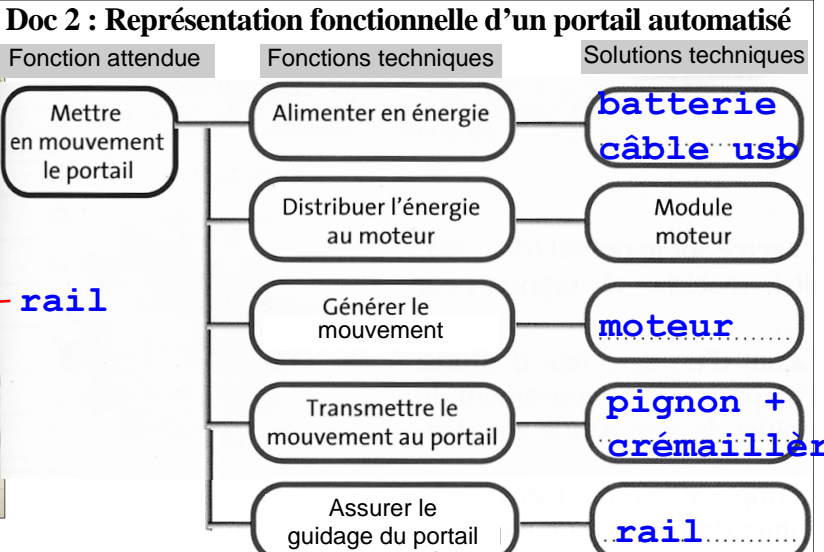 Doc 2 : Représentation fonctionnelle d'un portail automatisé
Fonction attendue
Fonctions techniques
Solutions techniques
Mettre
en mouvement
le portail
Alimenter en énergie
batterie
câble usb
Distribuer l'énergie
au moteur
Module
moteur
rail
Générer le
mouvement
moteur
Transmettre le
mouvement au portail
pignon +
crémaillèr
Assurer le
guidage du portail
rail